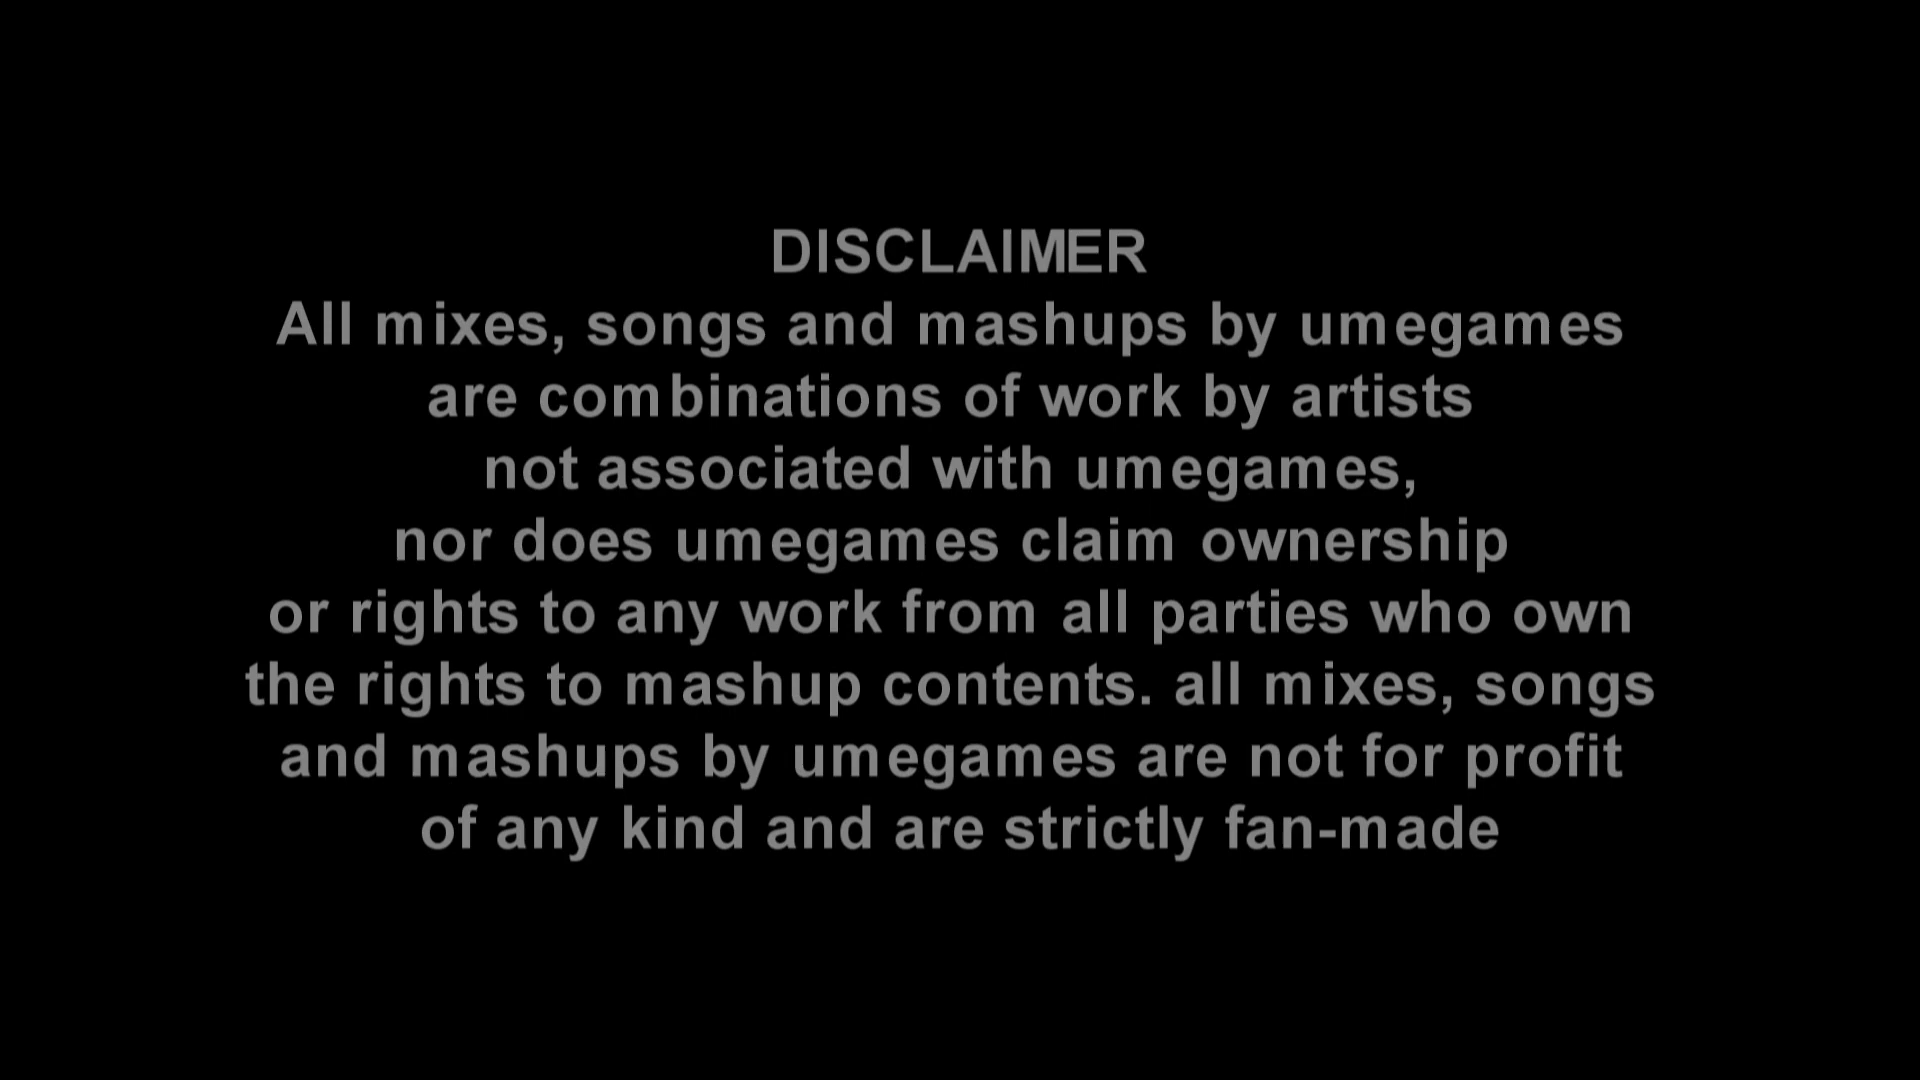 DISCLAIMER
All mixes, songs and mashups by umegames
are combinations of work by artists
not associated with umegames,
nor does umegames claim ownership
or rights to any work from all parties who own
the rights to mashup contents. all mixes, songs
and mashups by umegames are not for profit
of any kind and are strictly fan-made